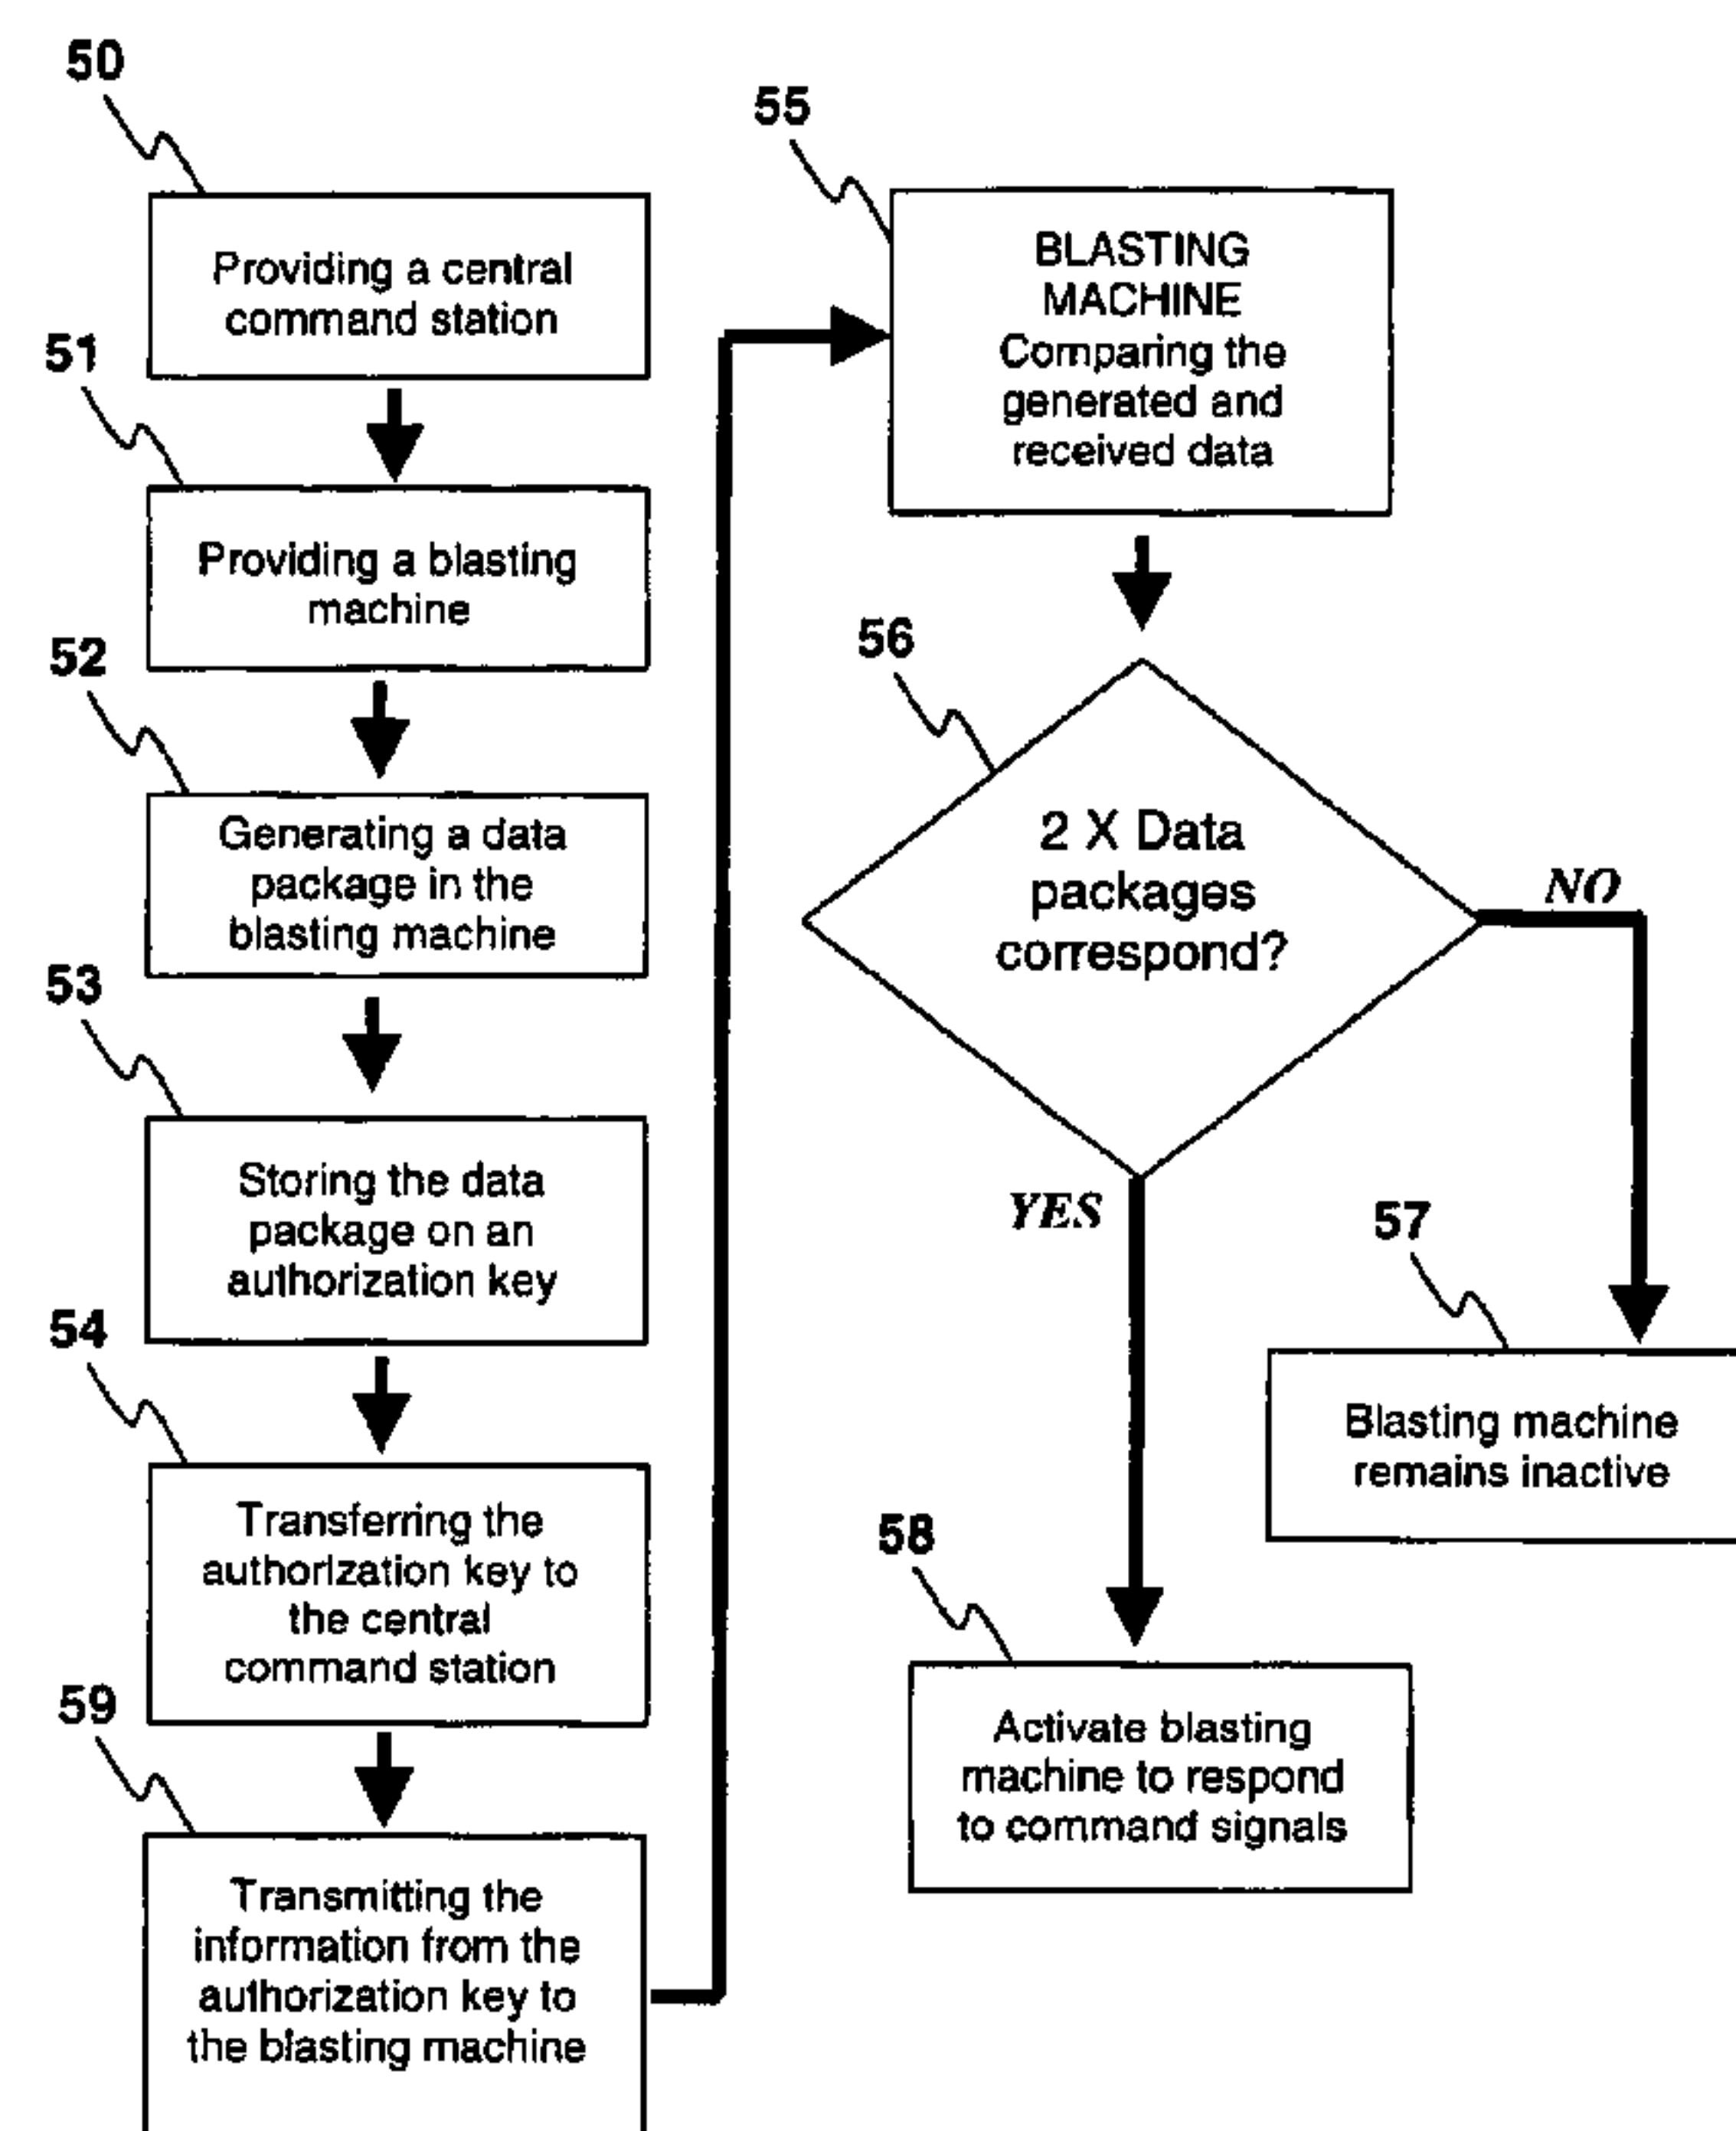 50
Providing a central
command station
51
Providing a blasting
machine
52
Generating a data
package in the
blasting machine
53
Storing the data
package on an
authorization key
54
Transferring the
authorization key to
the central
command station
59
Transmitting the
information from the
authorization key to
the blasting machine
55
BLASTING
MACHINE
Comparing the
generated and
received data
56
2 X Data
packages
correspond?
NO
YES
57
Blasting machine
remains inactive
58
Activate blasting
machine to respond
to command signals